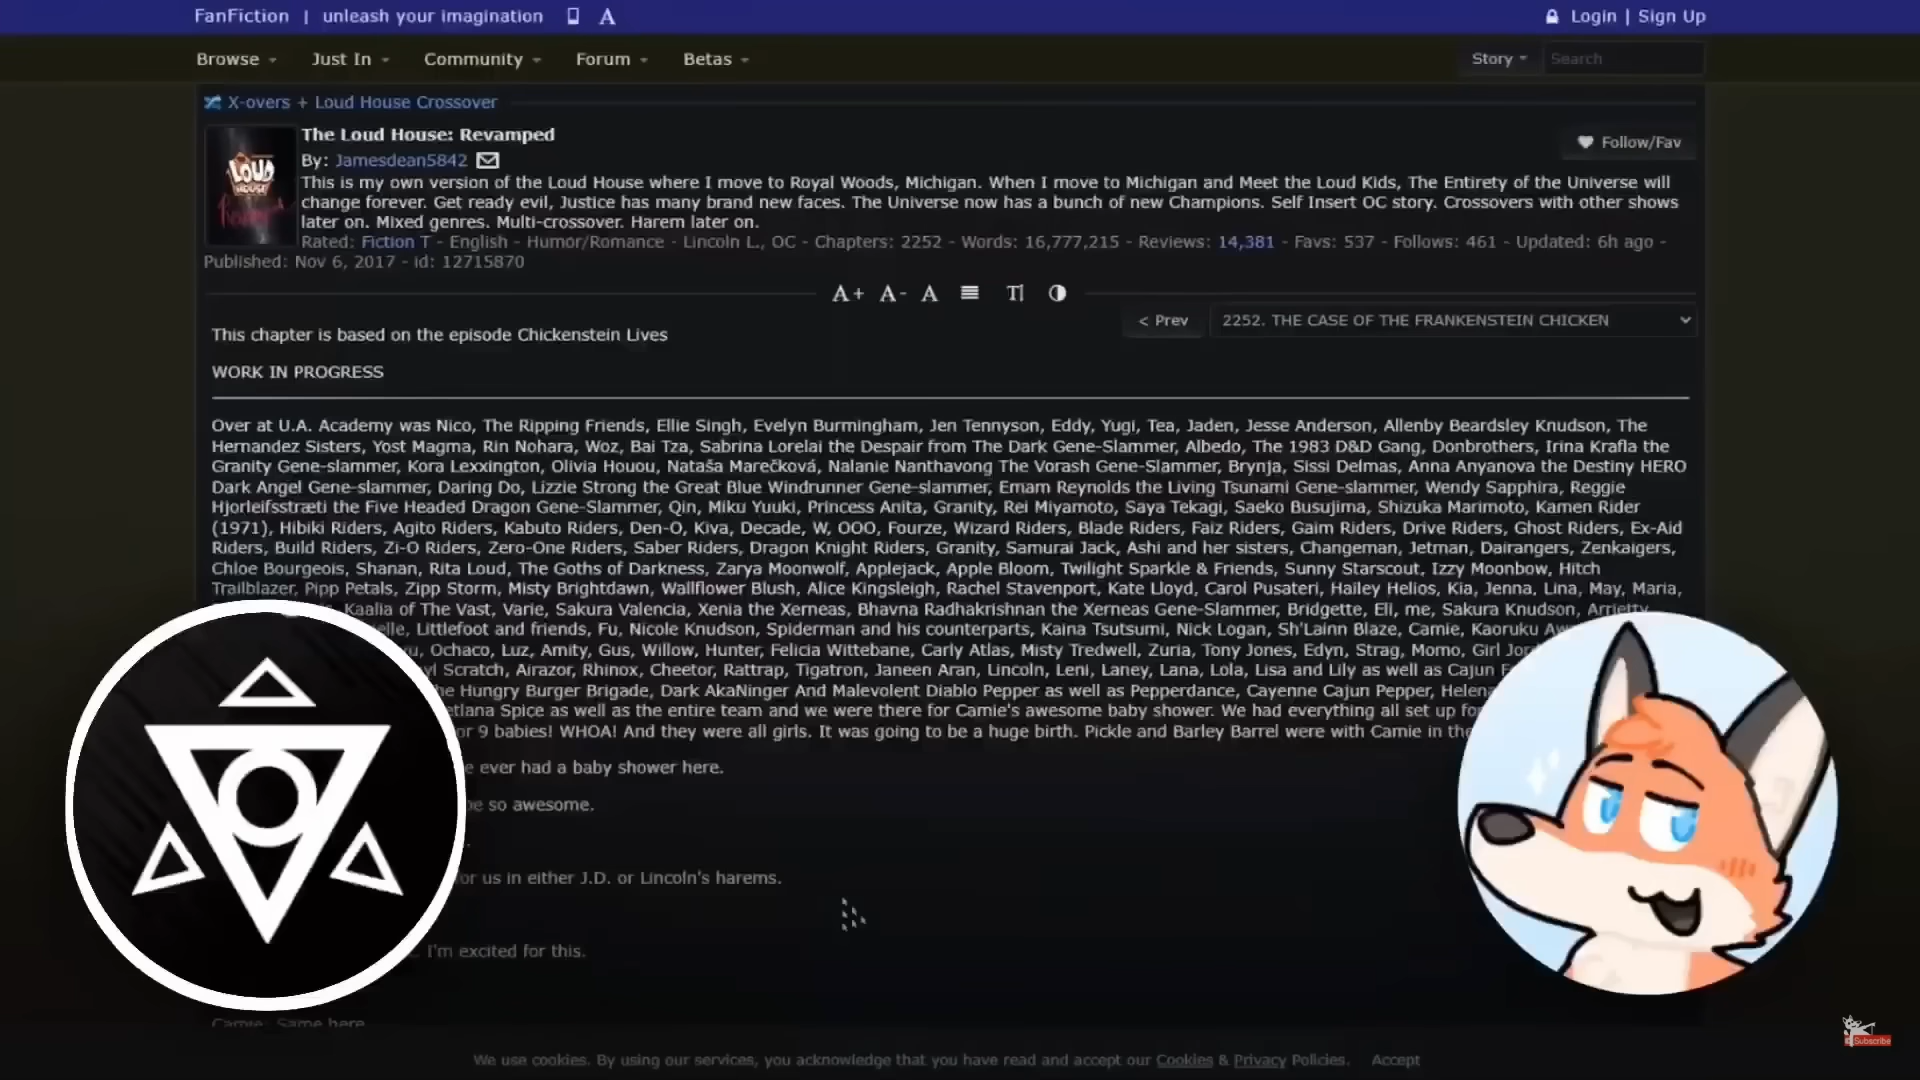 FanFiction | unleash your imagination A Login | Sign Up
Browse Just In Community Forum Betas Story Search
X-overs + Loud House Crossover
The Loud House: Revamped
Follow/Fav
By: Jamesdean5842
This is my own version of the Loud House where I move to Royal Woods, Michigan. When I move to Michigan and Meet the Loud Kids, The Entirety of the Universe will
change forever. Get ready evil, Justice has many brand new faces. The Universe now has a bunch of new Champions. Self Insert OC story. Crossovers with other shows
later on. Mixed genres. Multi-crossover. Harem later on.
Rated: Fiction T - English - Humor/Romance - Lincoln L., OC - Chapters: 2252 - Words: 16,777,215 - Reviews: 14,381 - Favs: 537 - Follows: 461 - Updated: 6h ago -
Published: Nov 6, 2017 - id: 12715870
LOUD HOUSE
A+ A- A
< Prev 2252. THE CASE OF THE FRANKENSTEIN CHICKEN
This chapter is based on the episode Chickenstein Lives
WORK IN PROGRESS
Over at U.A. Academy was Nico, The Ripping Friends, Ellie Singh, Evelyn Burmingham, Jen Tennyson, Eddy, Yugi, Tea, Jaden, Jesse Anderson, Allenby Beardsley Knudson, The
Hernandez Sisters, Yost Magma, Rin Nohara, Woz, Bai Tza, Sabrina Lorelai the Despair from The Dark Gene-Slammer, Albedo, The 1983 D&D Gang, Donbrothers, Irina Krafla the
Granity Gene-slammer, Kora Lexxington, Olivia Houou, Nataša Marečková, Nalanie Nanthavong The Vorash Gene-Slammer, Brynja, Sissi Delmas, Anna Anyanova the Destiny HERO
Dark Angel Gene-slammer, Daring Do, Lizzie Strong the Great Blue Windrunner Gene-slammer, Emam Reynolds the Living Tsunami Gene-slammer, Wendy Sapphira, Reggie
Hjorleifsstræti the Five Headed Dragon Gene-Slammer, Qin, Miku Yuuki, Princess Anita, Granity, Rei Miyamoto, Saya Tekagi, Saeko Busujima, Shizuka Marimoto, Kamen Rider
(1971), Hibiki Riders, Agito Riders, Kabuto Riders, Den-O, Kiva, Decade, W, OOO, Fourze, Wizard Riders, Blade Riders, Faiz Riders, Gaim Riders, Drive Riders, Ghost Riders, Ex-Aid
Riders, Build Riders, Zi-O Riders, Zero-One Riders, Saber Riders, Dragon Knight Riders, Granity, Samurai Jack, Ashi and her sisters, Changeman, Jetman, Dairangers, Zenkaigers,
Chloe Bourgeois, Shanan, Rita Loud, The Goths of Darkness, Zarya Moonwolf, Applejack, Apple Bloom, Twilight Sparkle & Friends, Sunny Starscout, Izzy Moonbow, Hitch
Trailblazer, Pipp Petals, Zipp Storm, Misty Brightdawn, Wallflower Blush, Alice Kingsleigh, Rachel Stavenport, Kate Lloyd, Carol Pusateri, Hailey Helios, Kia, Jenna, Lina, May, Maria,
Kaalia of The Vast, Varie, Sakura Valencia, Xenia the Xerneas, Bhavna Radhakrishnan the Xerneas Gene-Slammer, Bridgette, Eli, me, Sakura Knudson, Arrietty
elle, Littlefoot and friends, Fu, Nicole Knudson, Spiderman and his counterparts, Kaina Tsutsumi, Nick Logan, Sh'Lainn Blaze, Camie, Kaoruku
Ochaco, Luz, Amity, Gus, Willow, Hunter, Felicia Wittebane, Carly Atlas, Misty Tredwell, Zuria, Tony Jones, Edyn, Strag, Momo, Girl
yl Scratch, Airazor, Rhinox, Cheetor, Rattrap, Tigatron, Janeen Aran, Lincoln, Leni, Laney, Lana, Lola, Lisa and Lily as well as Cajun
he Hungry Burger Brigade, Dark AkaNinger And Malevolent Diablo Pepper as well as Pepperdance, Cayenne Cajun Pepper, Helena
etlana Spice as well as the entire team and we were there for Camie's awesome baby shower. We had everything all set up for
or 9 babies! WHOA! And they were all girls. It was going to be a huge birth. Pickle and Barley Barrel were with Camie in the
e ever had a baby shower here.
be so awesome.
for us in either J.D. or Lincoln's harems.
I'm excited for this.
Camie. Same here
We use cookies. By using our services, you acknowledge that you have read and accept our Cookies & Privacy Policies. Accept
Subscribe